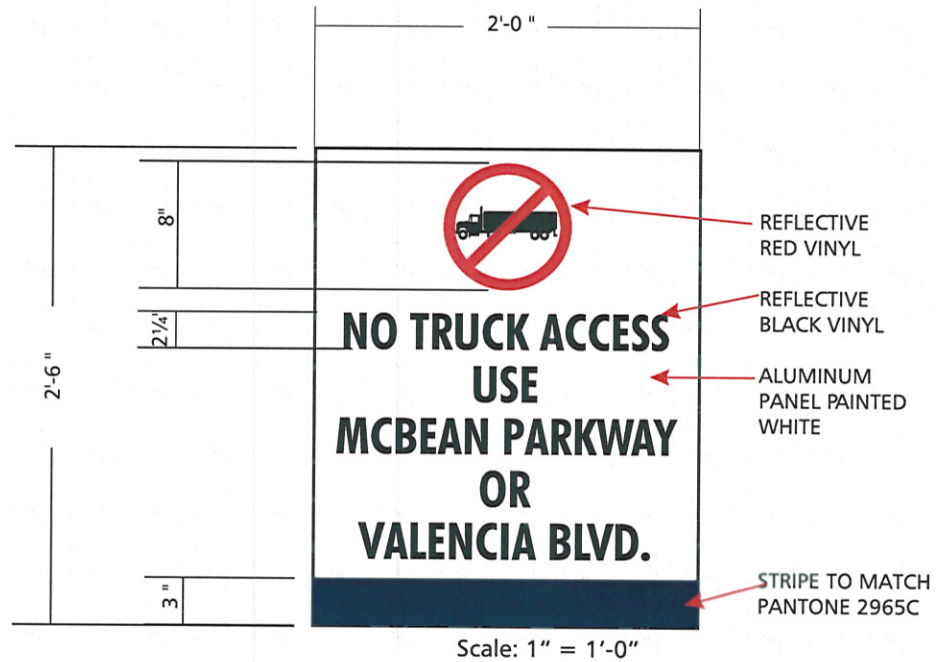 2'-0 "
8"
REFLECTIVE
RED VINYL
REFLECTIVE
BLACK VINYL
2¼"
2'-6 "
NO TRUCK ACCESS
USE
MCBEAN PARKWAY
OR
VALENCIA BLVD.
ALUMINUM
PANEL PAINTED
WHITE
3 "
STRIPE TO MATCH
PANTONE 2965C
Scale: 1" = 1'-0"